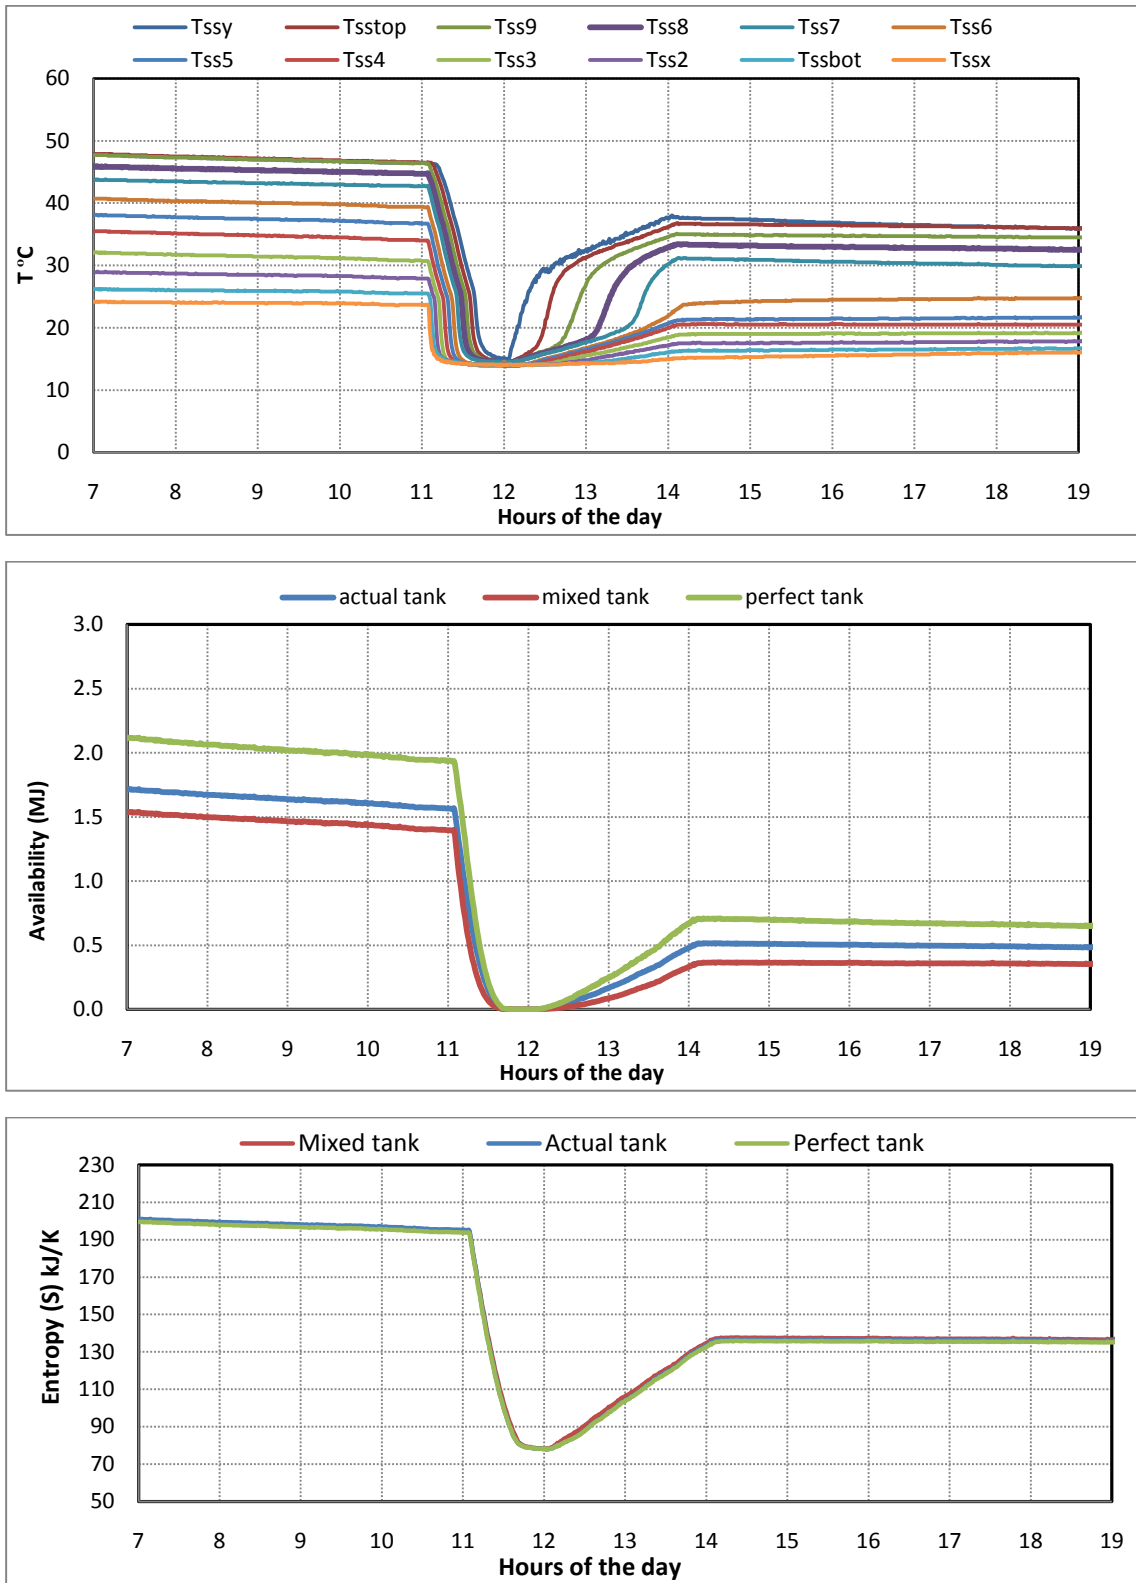 Tssy Tsstop Tss9 Tss8 Tss7 Tss6
Tss5 Tss4 Tss3 Tss2 Tssbot Tssx
60
50
40
30
20
10
0
T °C
7 8 9 10 11 12 13 14 15 16 17 18 19
Hours of the day
actual tank mixed tank perfect tank
3.0
2.5
2.0
1.5
1.0
0.5
0.0
Availability (MJ)
7 8 9 10 11 12 13 14 15 16 17 18 19
Hours of the day
Mixed tank Actual tank Perfect tank
230
210
190
170
150
130
110
90
70
50
Entropy (S) kJ/K
7 8 9 10 11 12 13 14 15 16 17 18 19
Hours of the day